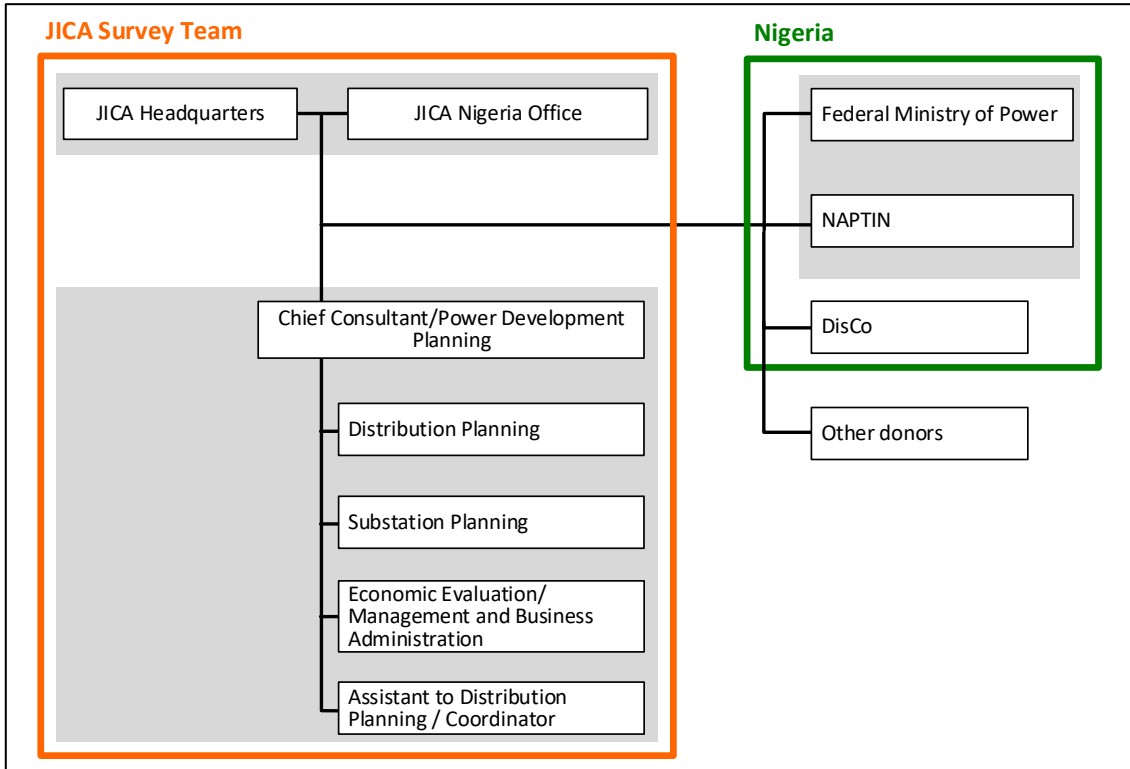 JICA Survey Team
JICA Headquarters
JICA Nigeria Office
Chief Consultant/Power Development
Planning
Distribution Planning
Substation Planning
Economic Evaluation/
Management and Business
Administration
Assistant to Distribution
Planning / Coordinator
Nigeria
Federal Ministry of Power
NAPTIN
DisCo
Other donors